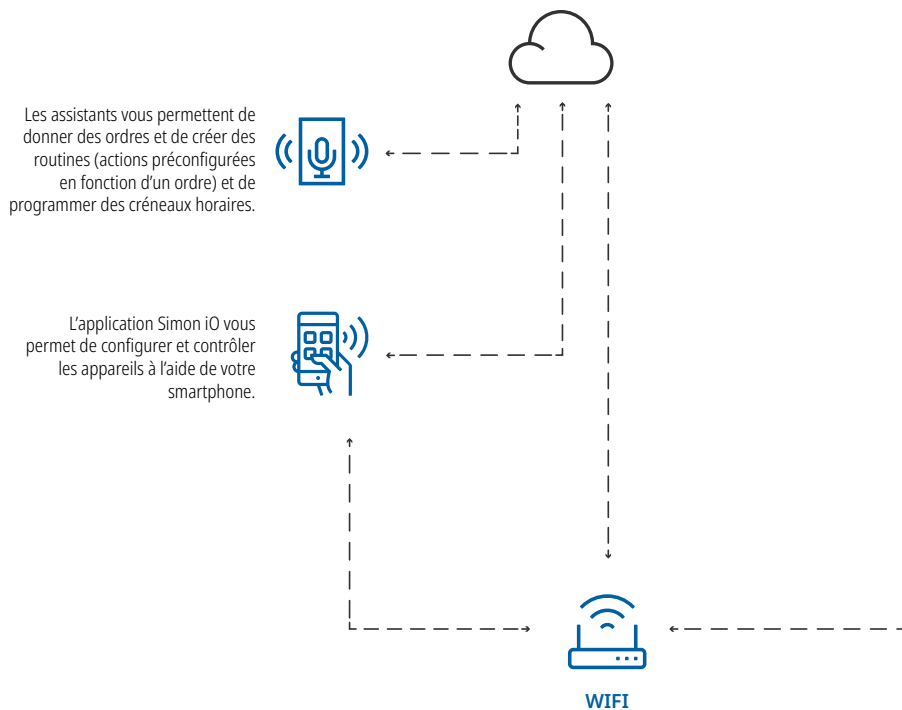 Les assistants vous permettent de
donner des ordres et de créer des
routines (actions préconfigurées
en fonction d'un ordre) et de
programmer des créneaux horaires.
L'application Simon iO vous
permet de configurer et contrôler
les appareils à l'aide de votre
smartphone.
WIFI